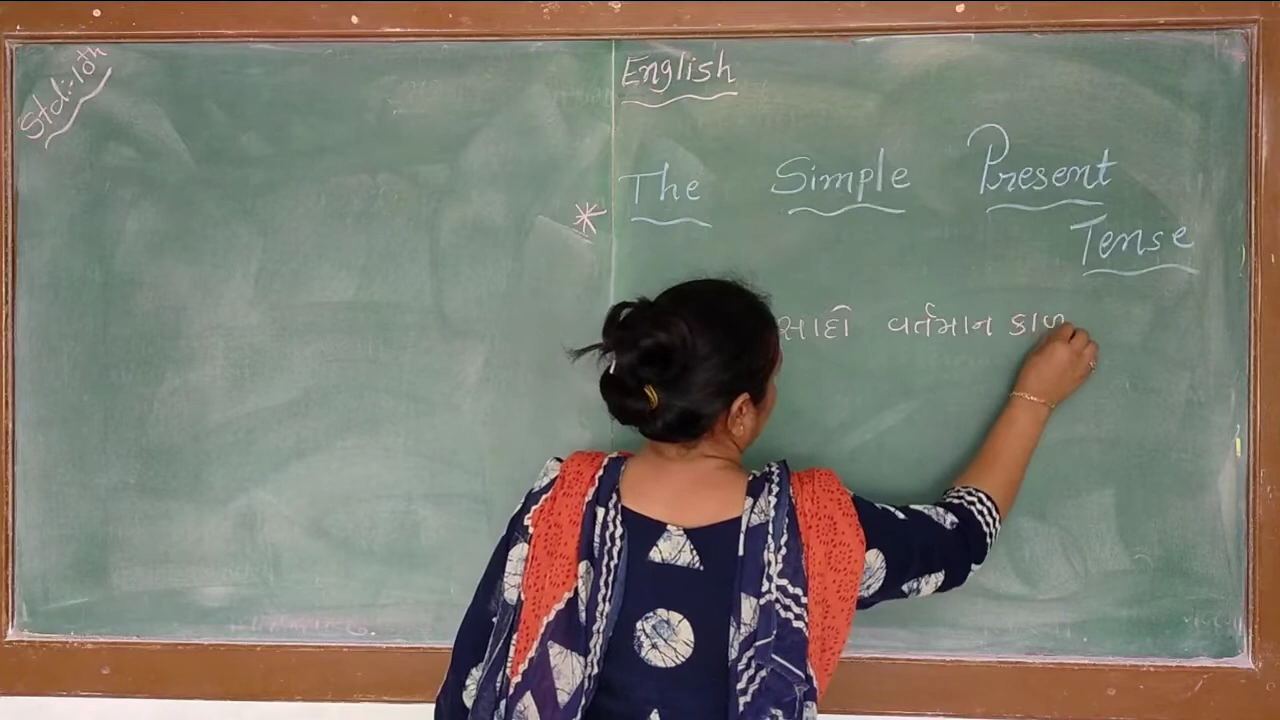 Std:-10th
English
* The Simple Present
Tense
સાદી વર્તમાન કાળ